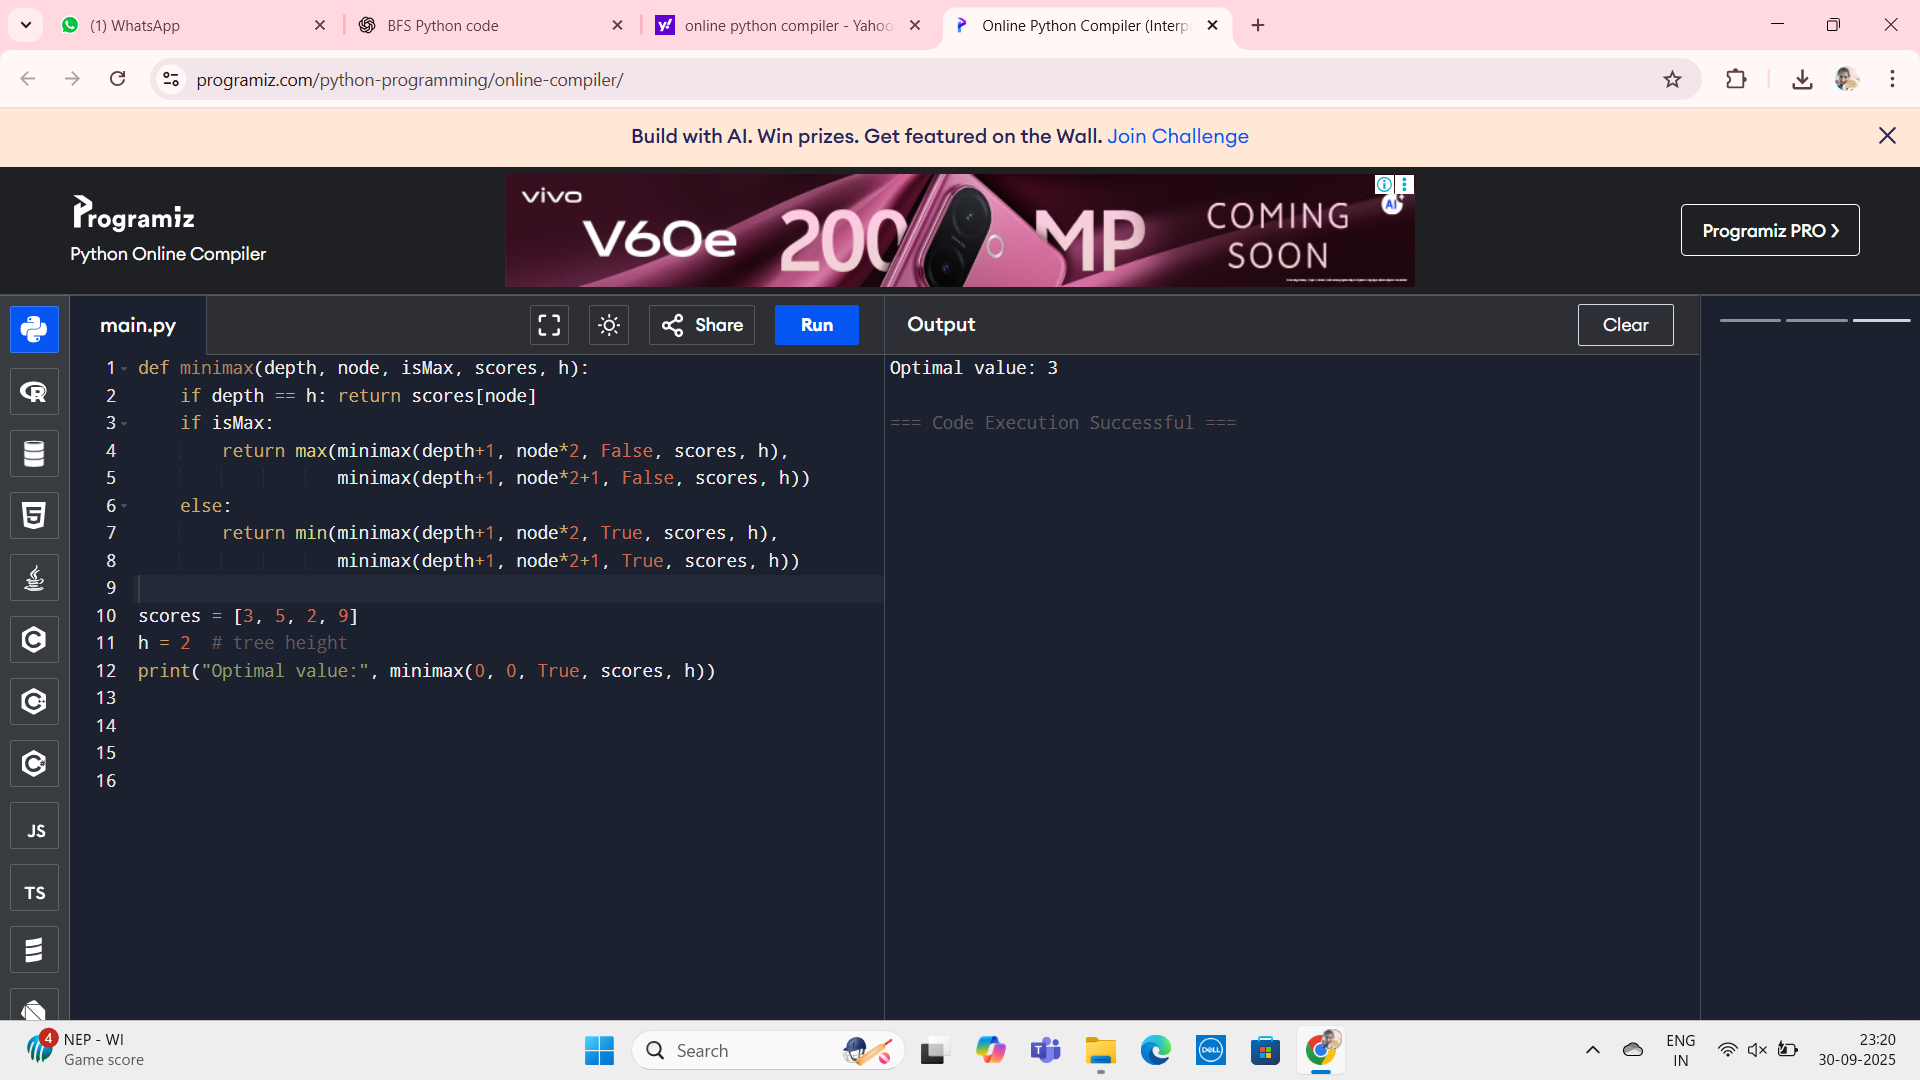 (1) WhatsApp
BFS Python code
online python compiler - Yahoo
Online Python Compiler (Interp
programiz.com/python-programming/online-compiler/
Build with AI. Win prizes. Get featured on the Wall. Join Challenge
Programiz
Python Online Compiler
vivo
V60e 200 MP
COMING
SOON
AI
Programiz PRO
main.py
Share
Run
Output
Clear
1 def minimax(depth, node, isMax, scores, h):
2     if depth == h: return scores[node]
3     if isMax:
4         return max(minimax(depth+1, node*2, False, scores, h),
5                    minimax(depth+1, node*2+1, False, scores, h))
6     else:
7         return min(minimax(depth+1, node*2, True, scores, h),
8                    minimax(depth+1, node*2+1, True, scores, h))
9
10 scores = [3, 5, 2, 9]
11 h = 2  # tree height
12 print("Optimal value:", minimax(0, 0, True, scores, h))
13
14
15
16
Optimal value: 3
=== Code Execution Successful ===
JS
TS
4
NEP - WI
Game score
Search
DELL
ENG
IN
23:20
30-09-2025